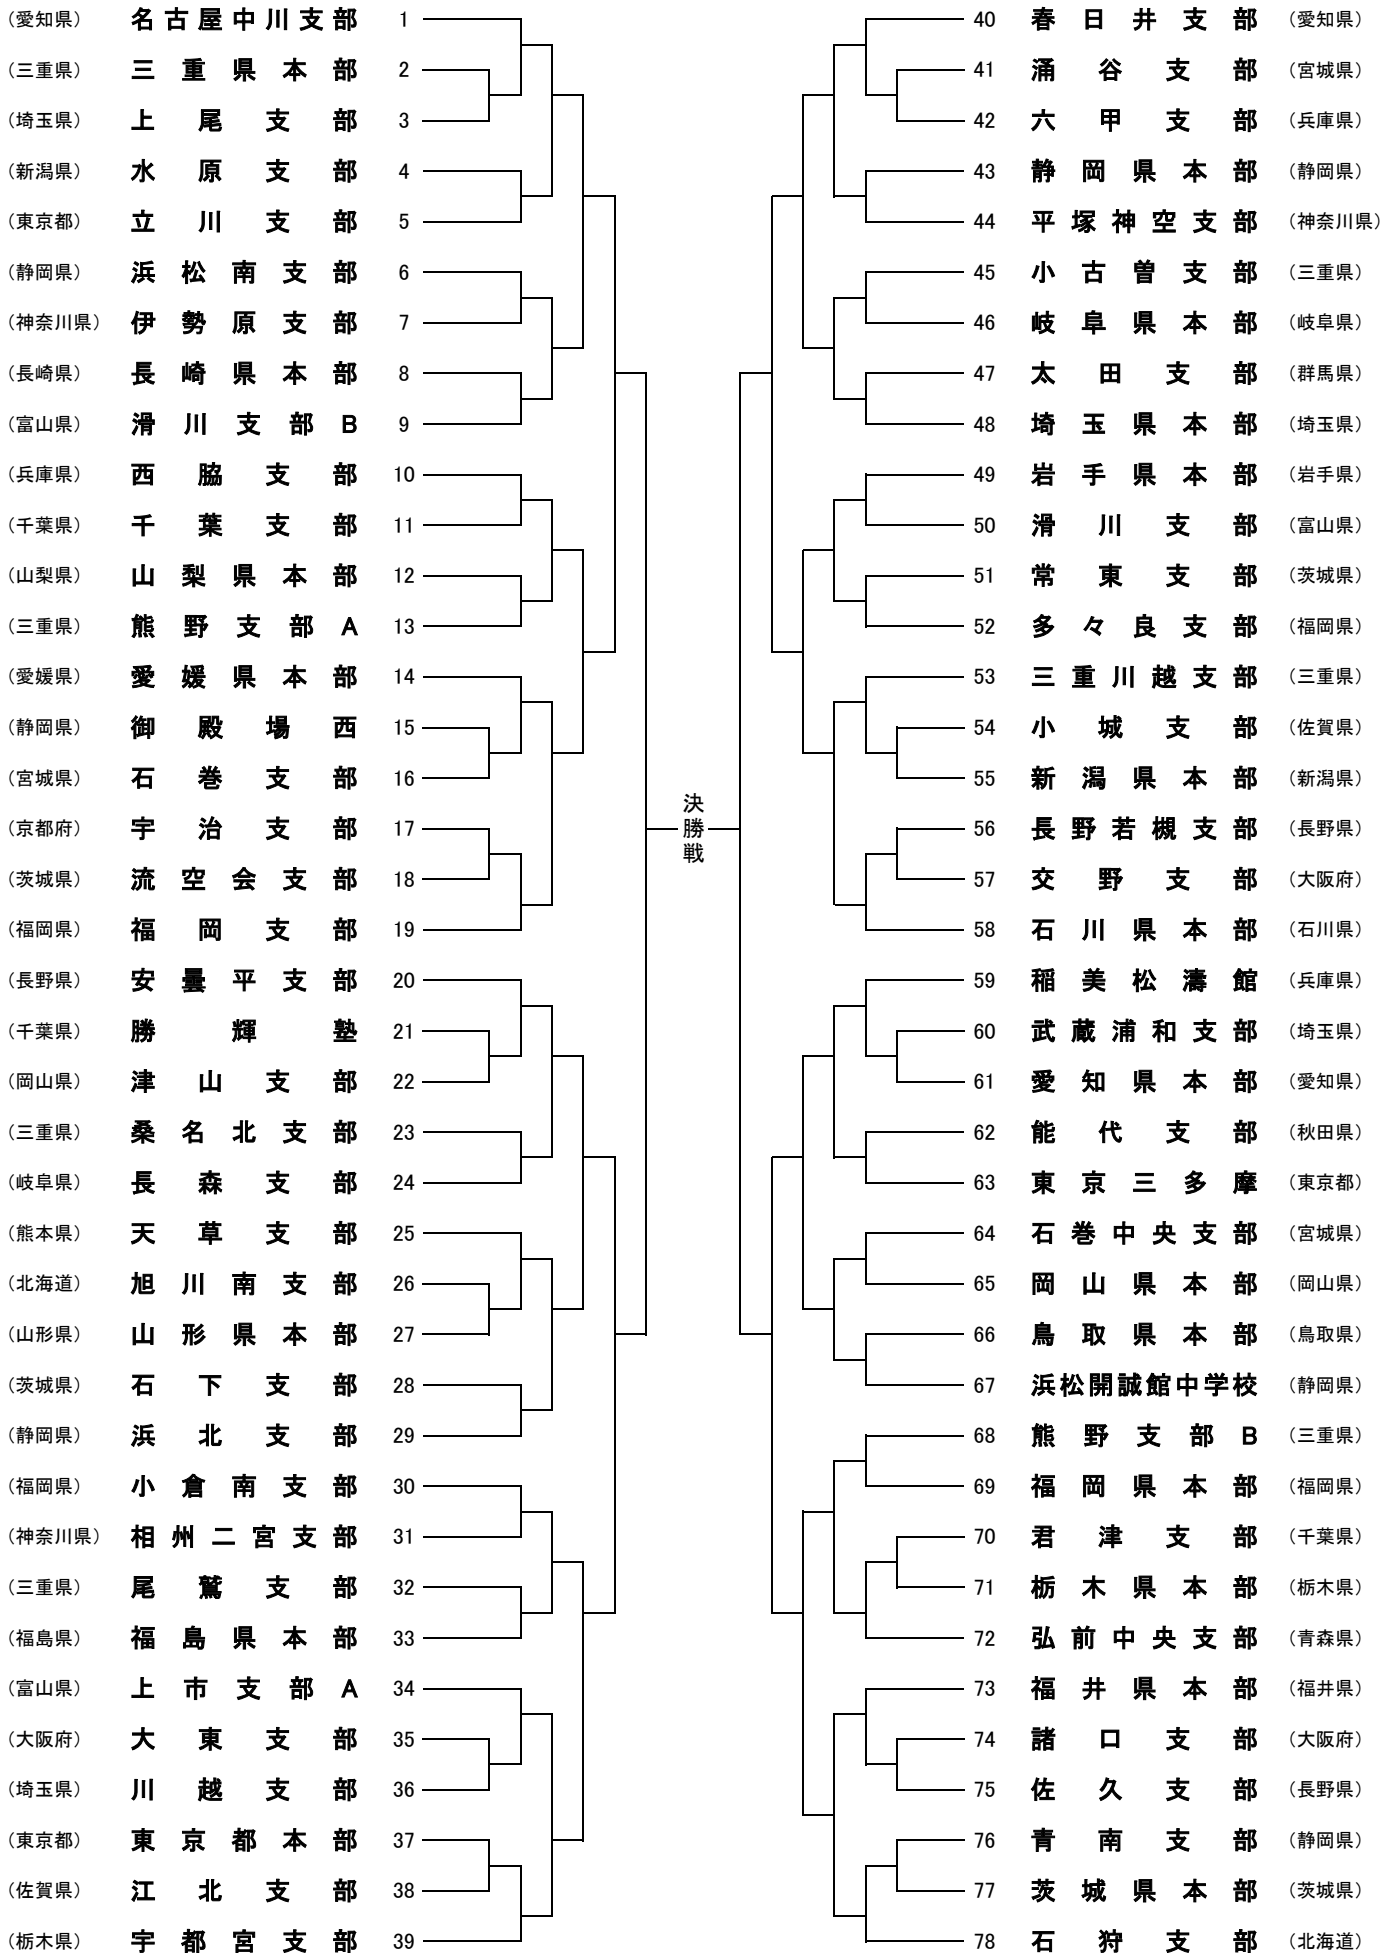 (愛知県) 名古屋中川支部 1
(三重県) 三重県本部 2
(埼玉県) 上尾支部 3
(新潟県) 水原支部 4
(東京都) 立川支部 5
(静岡県) 浜松南支部 6
(神奈川県) 伊勢原支部 7
(長崎県) 長崎県本部 8
(富山県) 滑川支部B 9
(兵庫県) 西脇支部 10
(千葉県) 千葉支部 11
(山梨県) 山梨県本部 12
(三重県) 熊野支部A 13
(愛媛県) 愛媛県本部 14
(静岡県) 御殿場西 15
(宮城県) 石巻支部 16
(京都府) 宇治支部 17
(茨城県) 流空会支部 18
(福岡県) 福岡支部 19
(長野県) 安曇平支部 20
(千葉県) 勝輝塾 21
(岡山県) 津山支部 22
(三重県) 桑名北支部 23
(岐阜県) 長森支部 24
(熊本県) 天草支部 25
(北海道) 旭川南支部 26
(山形県) 山形県本部 27
(茨城県) 石下支部 28
(静岡県) 浜北支部 29
(福岡県) 小倉南支部 30
(神奈川県) 相州二宮支部 31
(三重県) 尾鷲支部 32
(福島県) 福島県本部 33
(富山県) 上市支部A 34
(大阪府) 大東支部 35
(埼玉県) 川越支部 36
(東京都) 東京都本部 37
(佐賀県) 江北支部 38
(栃木県) 宇都宮支部 39
決勝戦
40 春日井支部 (愛知県)
41 涌谷支部 (宮城県)
42 六甲支部 (兵庫県)
43 静岡県本部 (静岡県)
44 平塚神空支部 (神奈川県)
45 小古曽支部 (三重県)
46 岐阜県本部 (岐阜県)
47 太田支部 (群馬県)
48 埼玉県本部 (埼玉県)
49 岩手県本部 (岩手県)
50 滑川支部 (富山県)
51 常東支部 (茨城県)
52 多々良支部 (福岡県)
53 三重川越支部 (三重県)
54 小城支部 (佐賀県)
55 新潟県本部 (新潟県)
56 長野若槻支部 (長野県)
57 交野支部 (大阪府)
58 石川県本部 (石川県)
59 稲美松濤館 (兵庫県)
60 武蔵浦和支部 (埼玉県)
61 愛知県本部 (愛知県)
62 能代支部 (秋田県)
63 東京三多摩 (東京都)
64 石巻中央支部 (宮城県)
65 岡山県本部 (岡山県)
66 鳥取県本部 (鳥取県)
67 浜松開誠館中学校 (静岡県)
68 熊野支部B (三重県)
69 福岡県本部 (福岡県)
70 君津支部 (千葉県)
71 栃木県本部 (栃木県)
72 弘前中央支部 (青森県)
73 福井県本部 (福井県)
74 諸口支部 (大阪府)
75 佐久支部 (長野県)
76 青南支部 (静岡県)
77 茨城県本部 (茨城県)
78 石狩支部 (北海道)